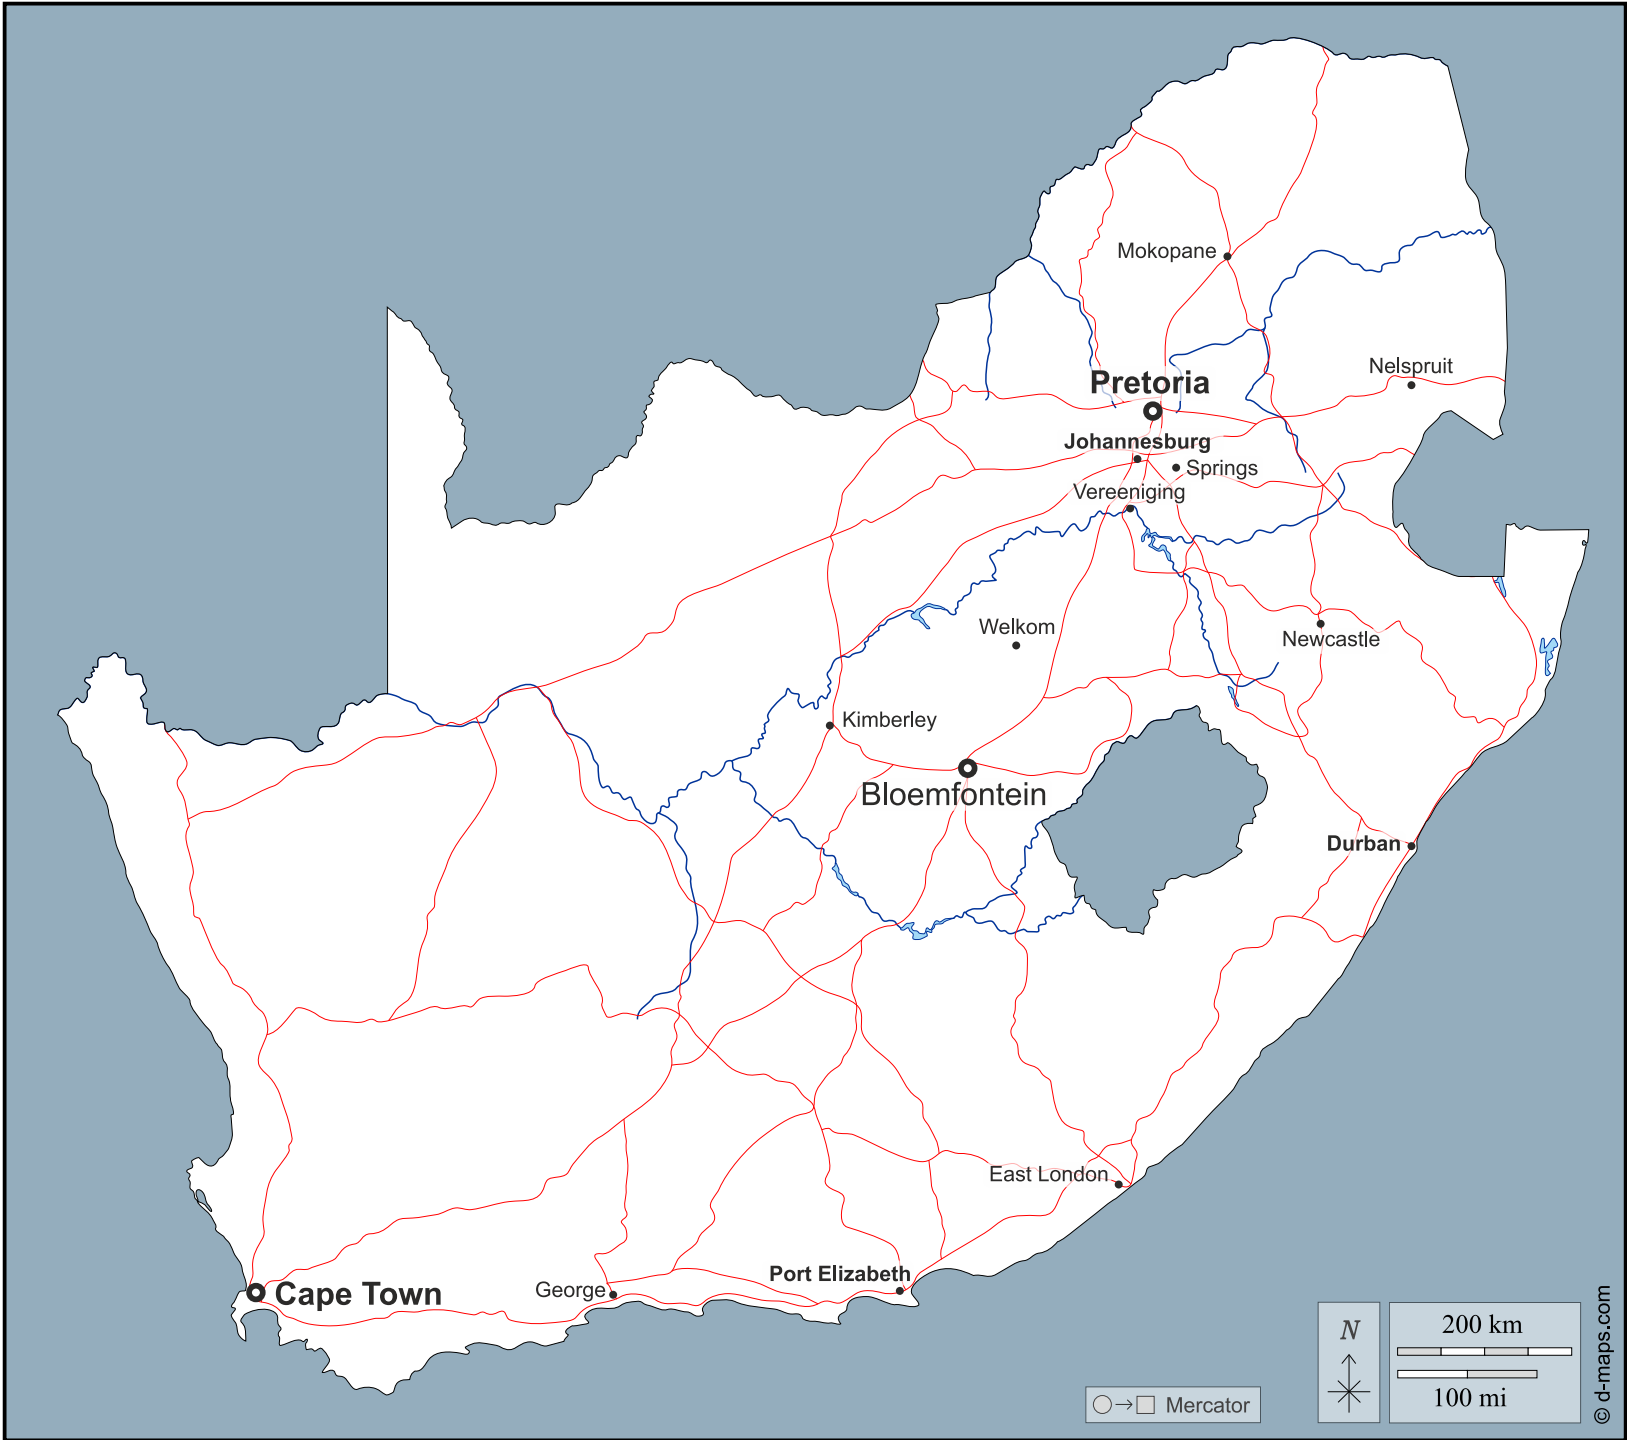 Mokopane
Nelspruit
Pretoria
Johannesburg
Springs
Vereeniging
Welkom
Newcastle
Kimberley
Bloemfontein
Durban
East London
Port Elizabeth
George
Cape Town
N
200 km
100 mi
Mercator
© d-maps.com